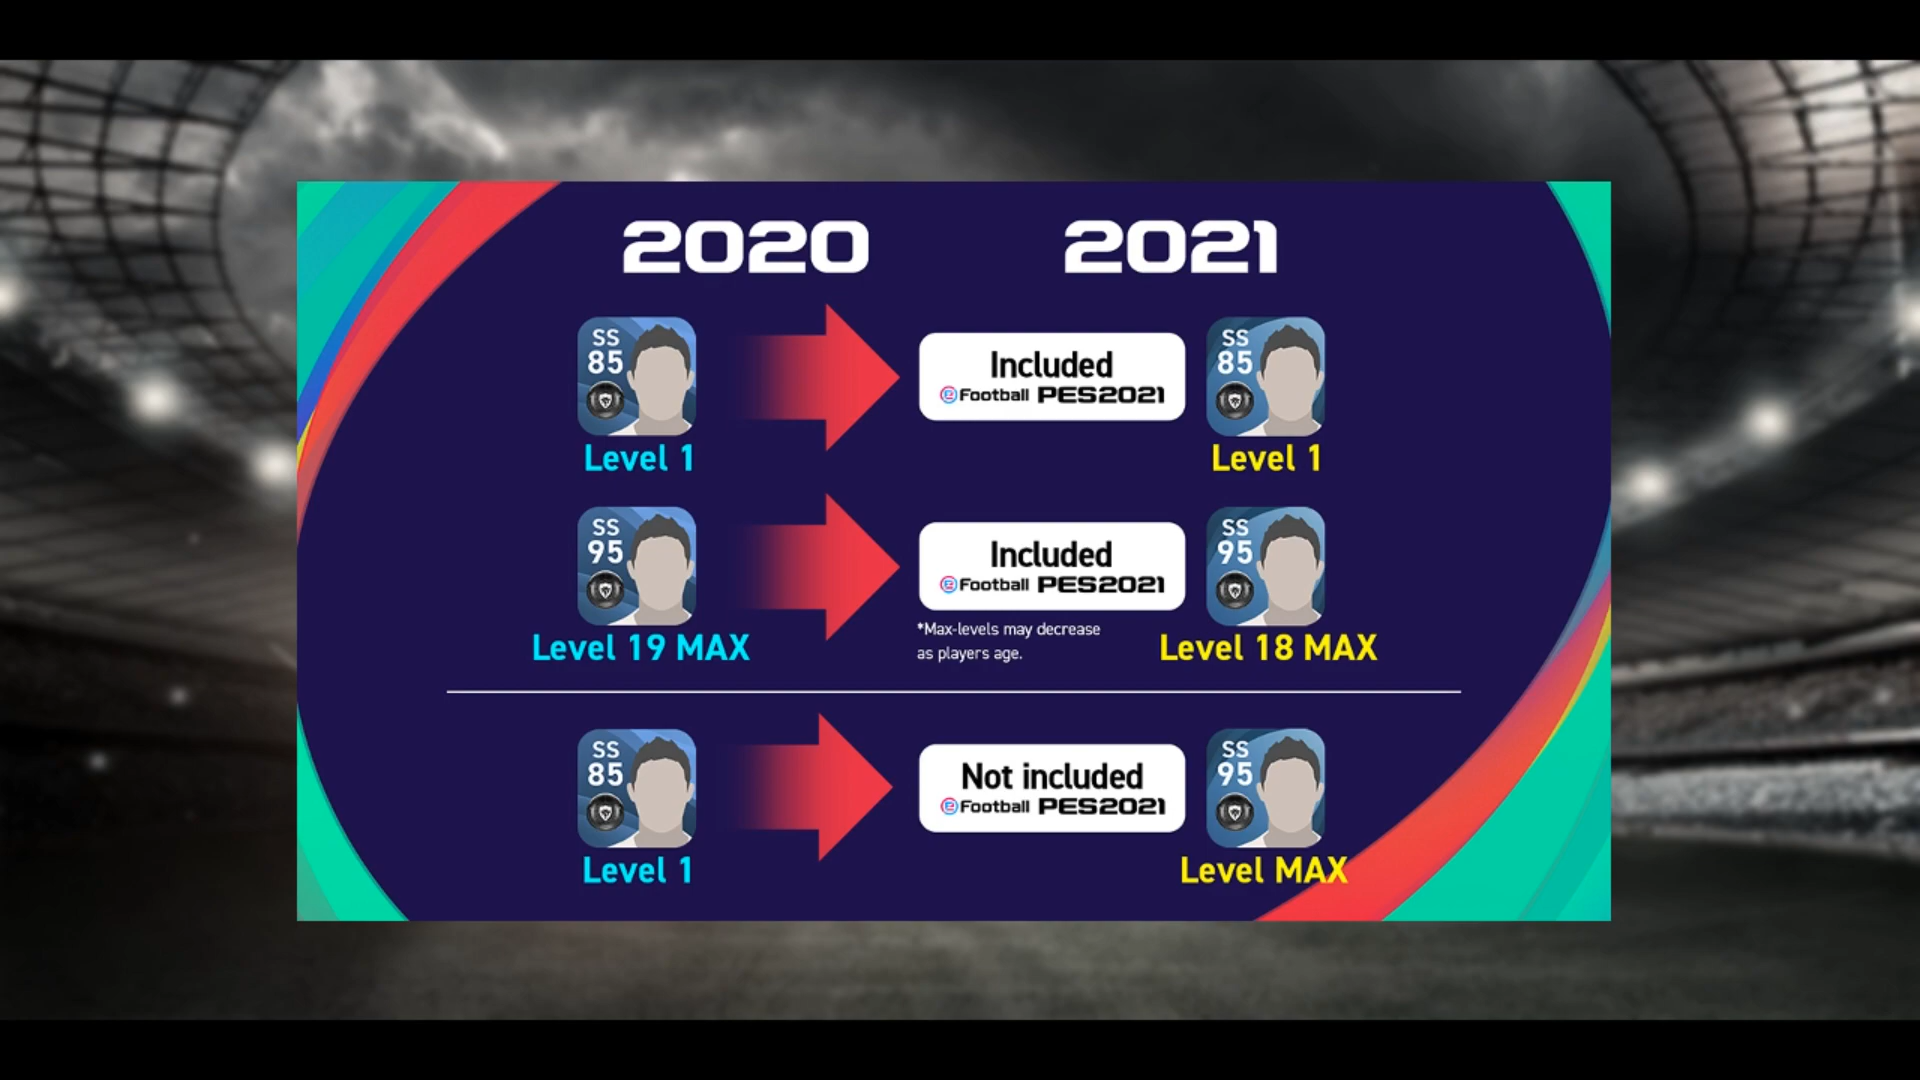 2020 2021
SS
85
Level 1
Included
eFootball PES2021
SS
85
Level 1
SS
95
Level 19 MAX
Included
eFootball PES2021
*Max-levels may decrease
as players age.
SS
95
Level 18 MAX
SS
85
Level 1
Not included
eFootball PES2021
SS
95
Level MAX